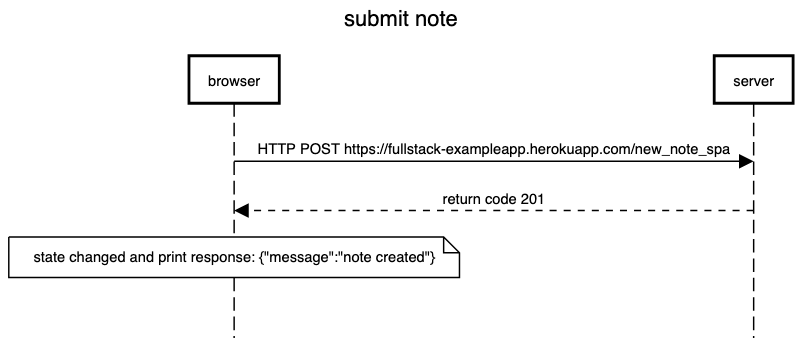 submit note
browser
server
HTTP POST https://fullstack-exampleapp.herokuapp.com/new_note_spa
return code 201
state changed and print response: {"message":"note created"}